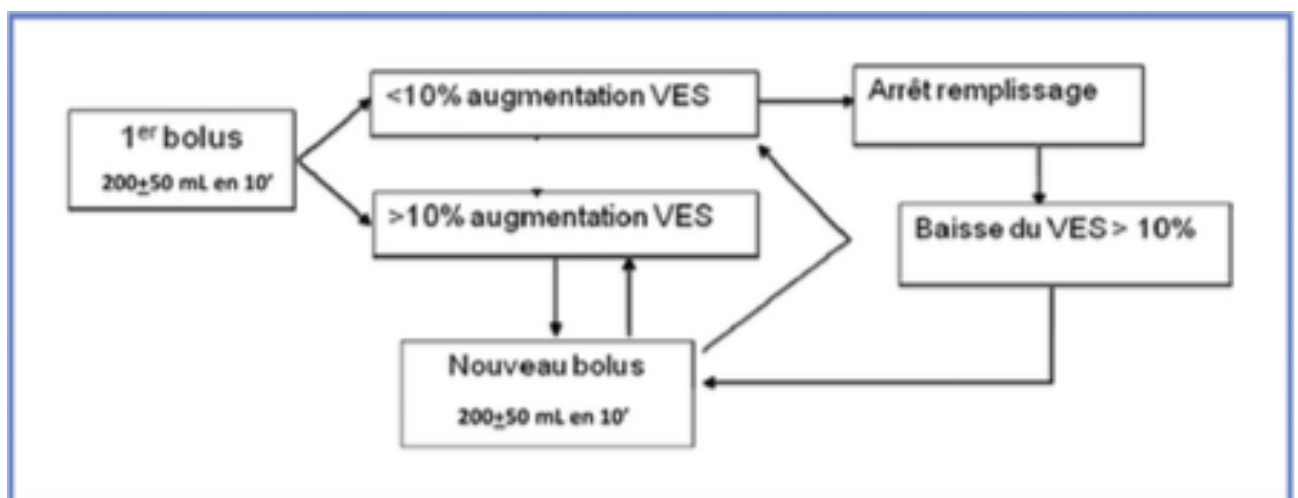 1er bolus
200±50 mL en 10'
<10% augmentation VES
>10% augmentation VES
Nouveau bolus
200±50 mL en 10'
Arrêt remplissage
Baisse du VES > 10%